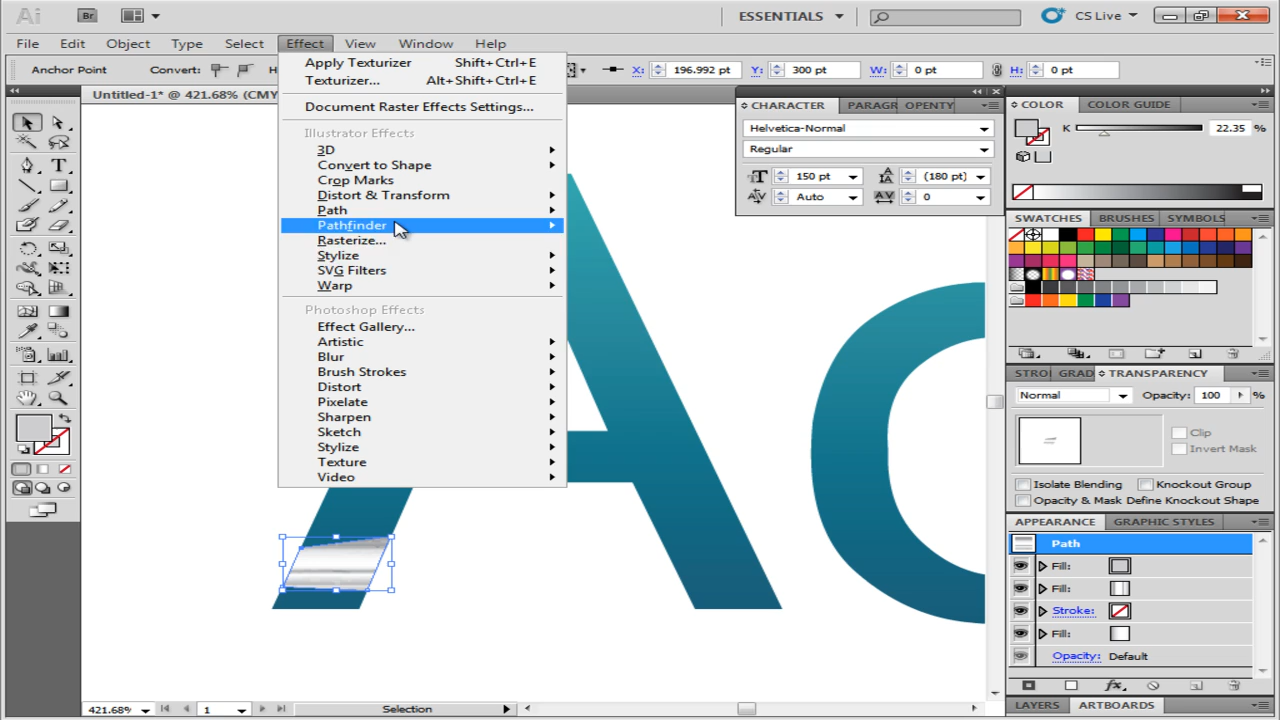 Ai Br ESSENTIALS CS Live
File Edit Object Type Select Effect View Window Help
Anchor Point Convert: H X: 196.992 pt Y: 300 pt W: 0 pt H: 0 pt
Untitled-1* @ 421.68% (CMY
Apply Texturizer Shift+Ctrl+E
Texturizer... Alt+Shift+Ctrl+E
Document Raster Effects Settings...
Illustrator Effects
3D
Convert to Shape
Crop Marks
Distort & Transform
Path
Pathfinder
Rasterize...
Stylize
SVG Filters
Warp
Photoshop Effects
Effect Gallery...
Artistic
Blur
Brush Strokes
Distort
Pixelate
Sharpen
Sketch
Stylize
Texture
Video
CHARACTER PARAGR OPENTY
Helvetica-Normal
Regular
150 pt (180 pt)
Auto 0
COLOR COLOR GUIDE
K 22.35 %
SWATCHES BRUSHES SYMBOLS
STRO GRAD TRANSPARENCY
Normal Opacity: 100 %
Clip
Invert Mask
Isolate Blending Knockout Group
Opacity & Mask Define Knockout Shape
APPEARANCE GRAPHIC STYLES
Path
Fill:
Fill:
Stroke:
Fill:
Opacity: Default
fx
LAYERS ARTBOARDS
A
421.68% 1 Selection